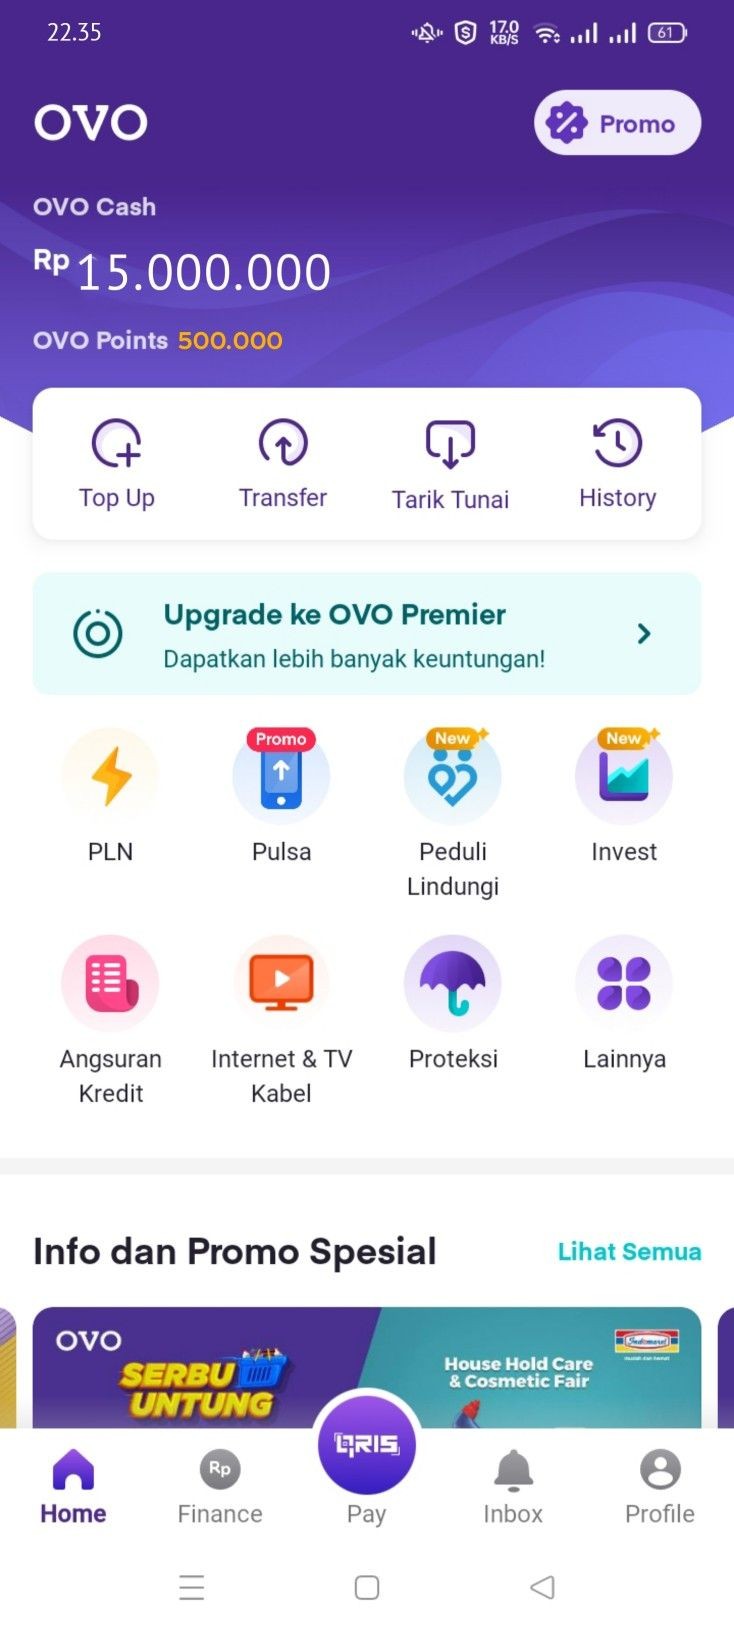 22.35
17.0
KB/S
61
OVO
Promo
OVO Cash
Rp 15.000.000
OVO Points 500.000
Top Up Transfer Tarik Tunai History
Upgrade ke OVO Premier
Dapatkan lebih banyak keuntungan!
Promo New New
PLN Pulsa Peduli Invest
Lindungi
Angsuran Internet & TV Proteksi Lainnya
Kredit Kabel
Info dan Promo Spesial Lihat Semua
OVO
Indomaret
mudah dan hemat
SERBU
UNTUNG
House Hold Care
& Cosmetic Fair
QRIS
Rp
Home Finance Pay Inbox Profile